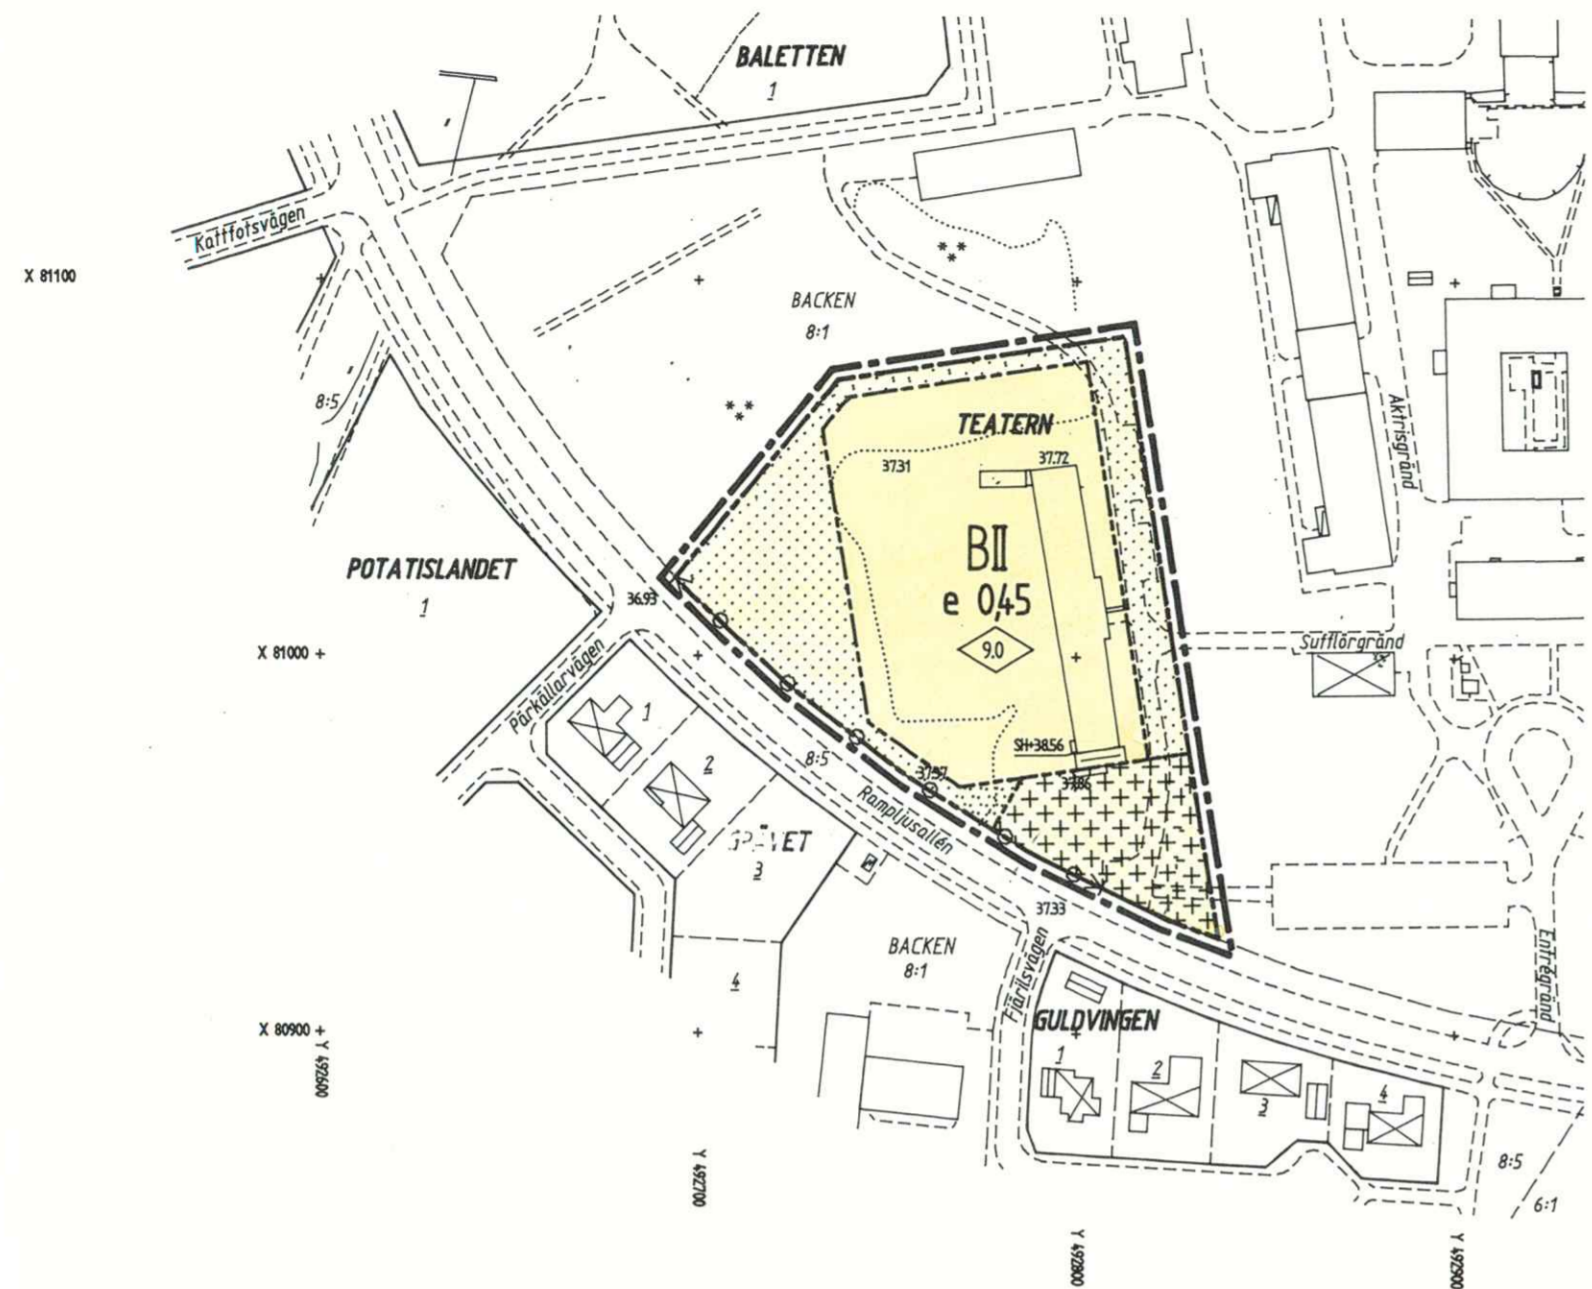 BALETTEN
1
Kattfotsvägen
X 81100
BACKEN
8:1
8:5
TEATERN
37.31
37.72
Aktrisgränd
BII
e 0,45
9.0
POTATISLANDET
1
36.93
X 81000
Sufflörgränd
Pärkällarvägen
1
2
8:5
SH+38.56
37.57
37.86
Rampljusallén
3
37.33
BACKEN
8:1
4
Fjärilsvägen
Entrégränd
GULDVINGEN
X 80900
Y 492600
1
2
3
4
Y 492700
8:5
6:1
Y 492800
Y 492900